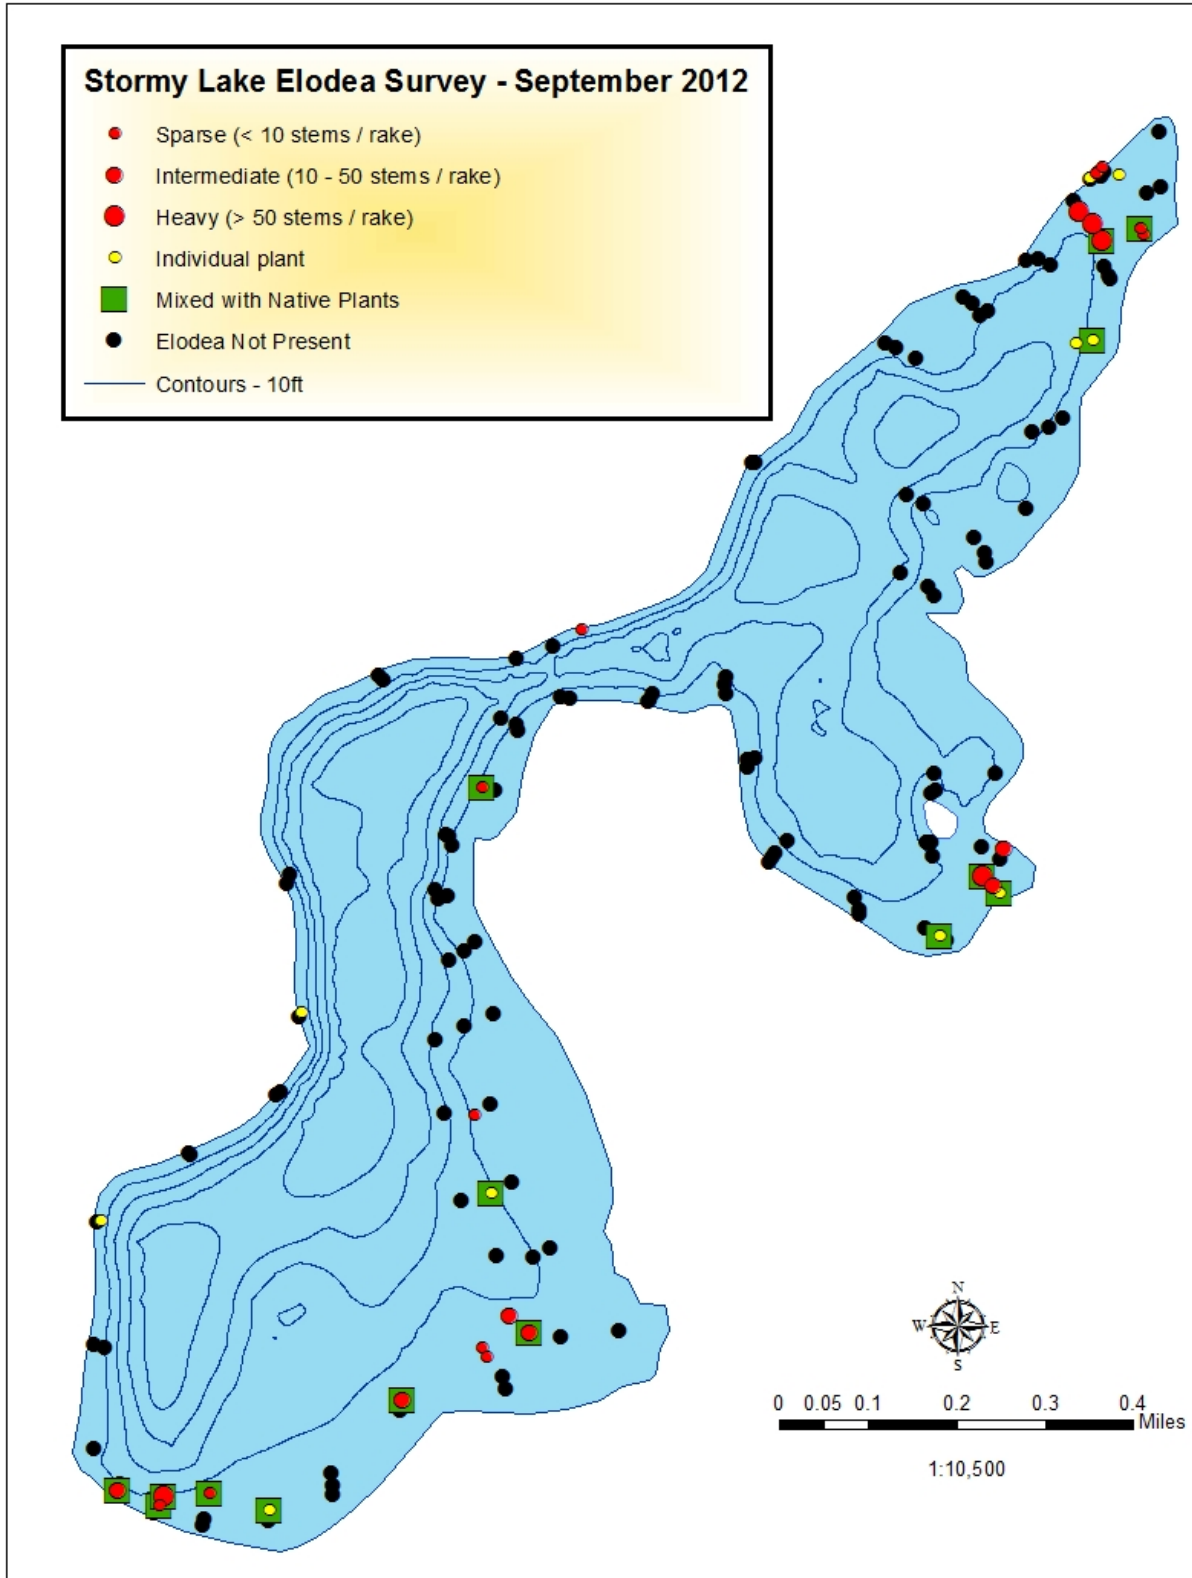 Stormy Lake Elodea Survey - September 2012
Sparse (< 10 stems / rake)
Intermediate (10 - 50 stems / rake)
Heavy (> 50 stems / rake)
Individual plant
Mixed with Native Plants
Elodea Not Present
Contours - 10ft
N
W E
S
0 0.05 0.1 0.2 0.3 0.4
Miles
1:10,500